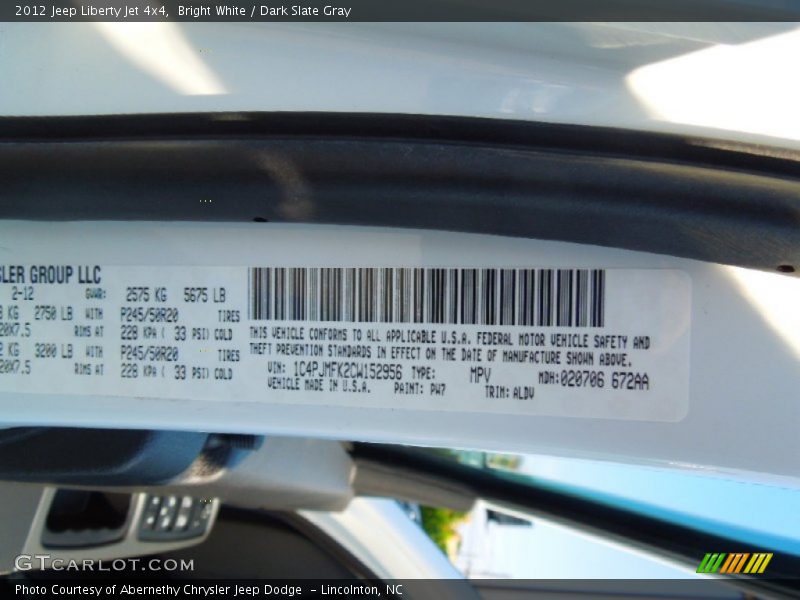 2012 Jeep Liberty Jet 4x4, Bright White / Dark Slate Gray
SLER GROUP LLC
2-12 GVWR: 2575 KG 5675 LB
KG 2750 LB WITH P245/50R20 TIRES
20X7.5 RIMS AT 228 KPA ( 33 PSI) COLD
KG 3200 LB WITH P245/50R20 TIRES
20X7.5 RIMS AT 228 KPA ( 33 PSI) COLD
THIS VEHICLE CONFORMS TO ALL APPLICABLE U.S.A. FEDERAL MOTOR VEHICLE SAFETY AND
THEFT PREVENTION STANDARDS IN EFFECT ON THE DATE OF MANUFACTURE SHOWN ABOVE.
VIN: 1C4PJMFK2CW152956 TYPE: MPV MDH:020706 672AA
VEHICLE MADE IN U.S.A. PAINT: PW7 TRIM: ALDV
GTCARLOT.COM
Photo Courtesy of Abernethy Chrysler Jeep Dodge - Lincolnton, NC